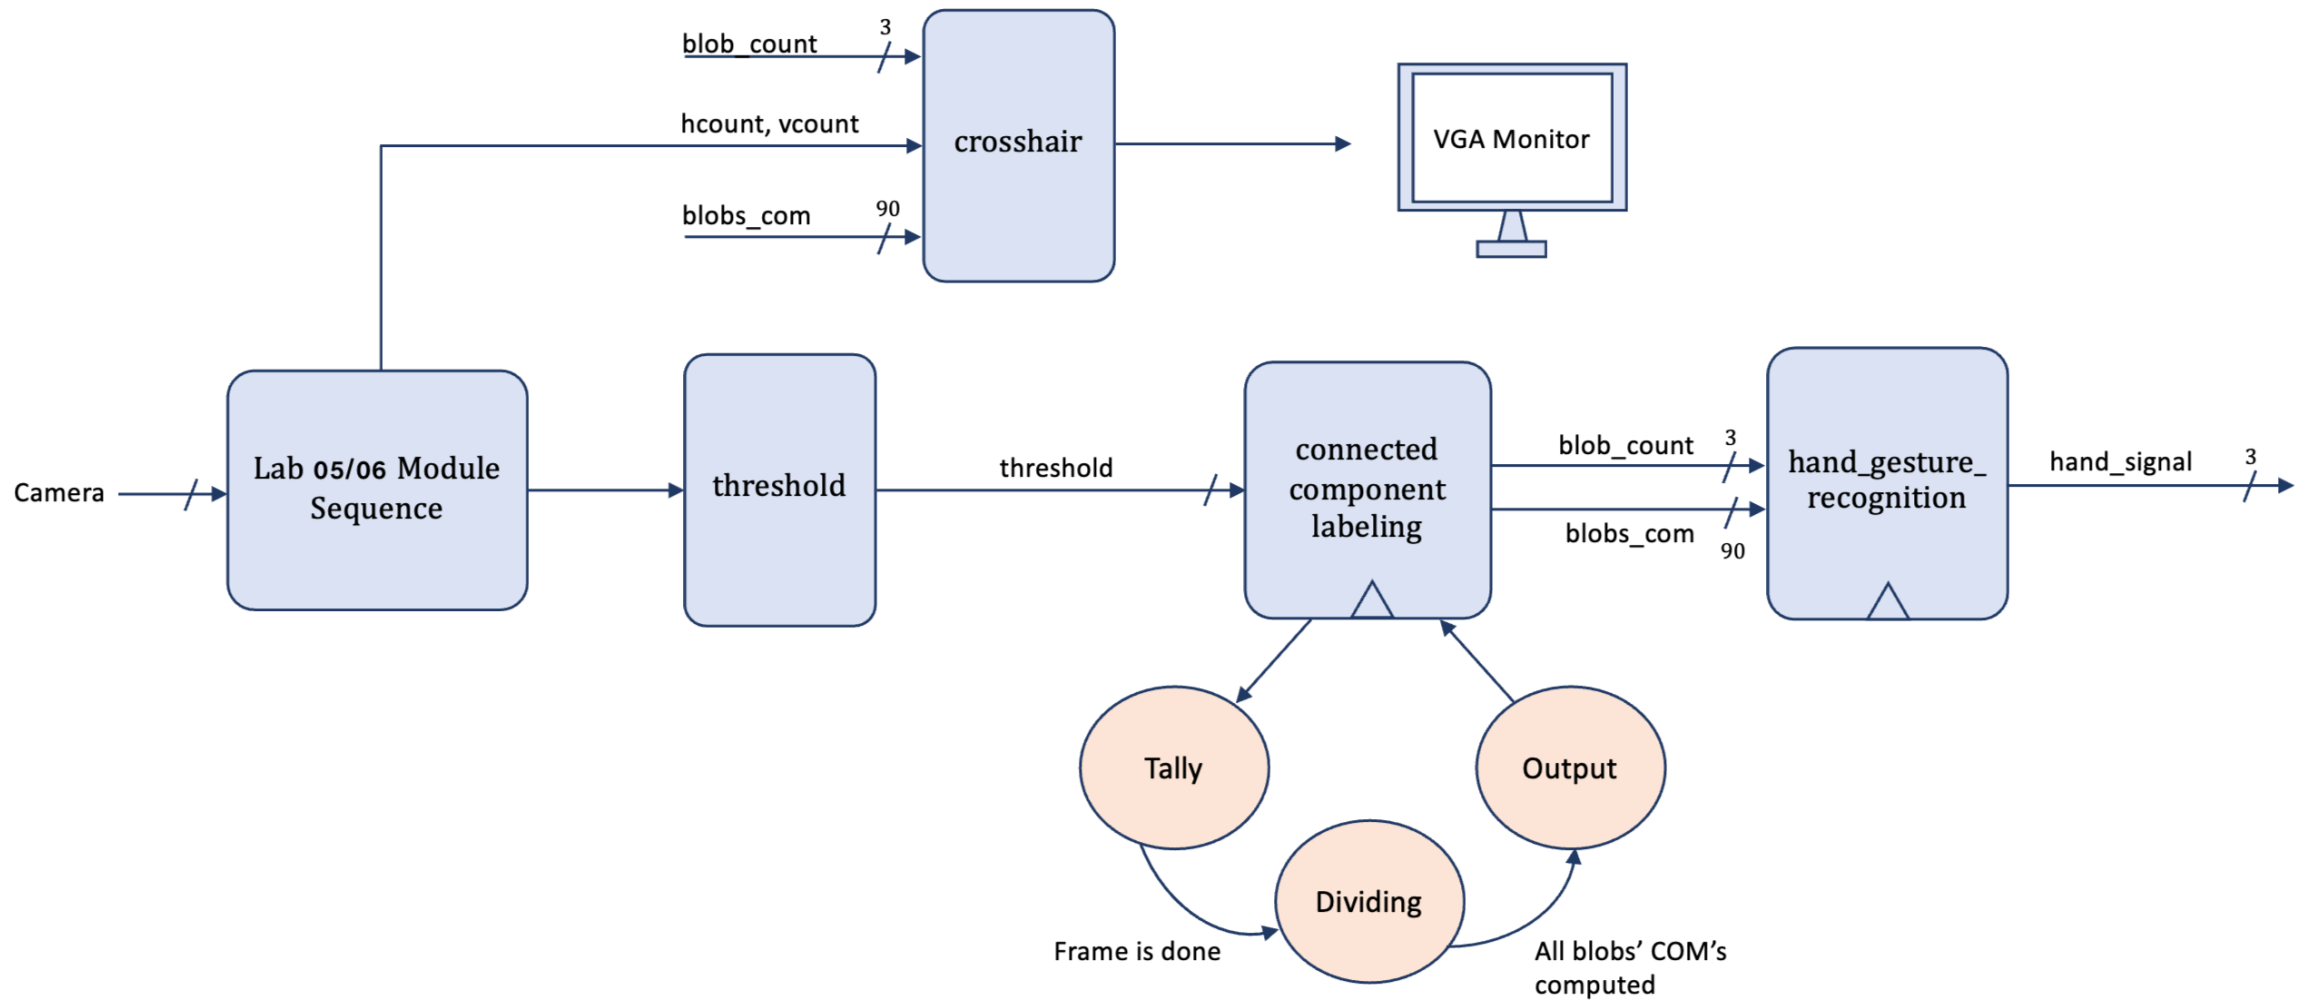 blob_count
3
hcount, vcount
blobs_com
90
crosshair
VGA Monitor
Camera
Lab 05/06 Module
Sequence
threshold
threshold
connected
component
labeling
blob_count
3
blobs_com
90
hand_gesture_
recognition
hand_signal
3
Tally
Output
Dividing
Frame is done
All blobs’ COM’s
computed